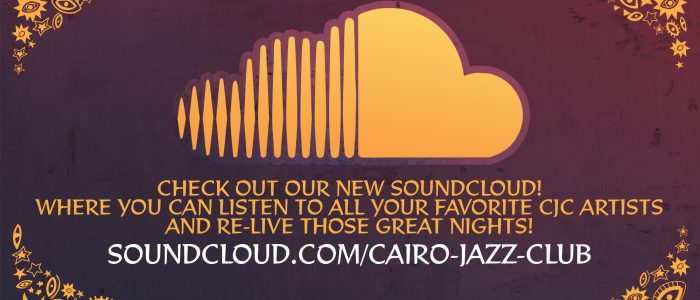 CHECK OUT OUR NEW SOUNDCLOUD!
WHERE YOU CAN LISTEN TO ALL YOUR FAVORITE CJC ARTISTS
AND RE-LIVE THOSE GREAT NIGHTS!
SOUNDCLOUD.COM/CAIRO-JAZZ-CLUB